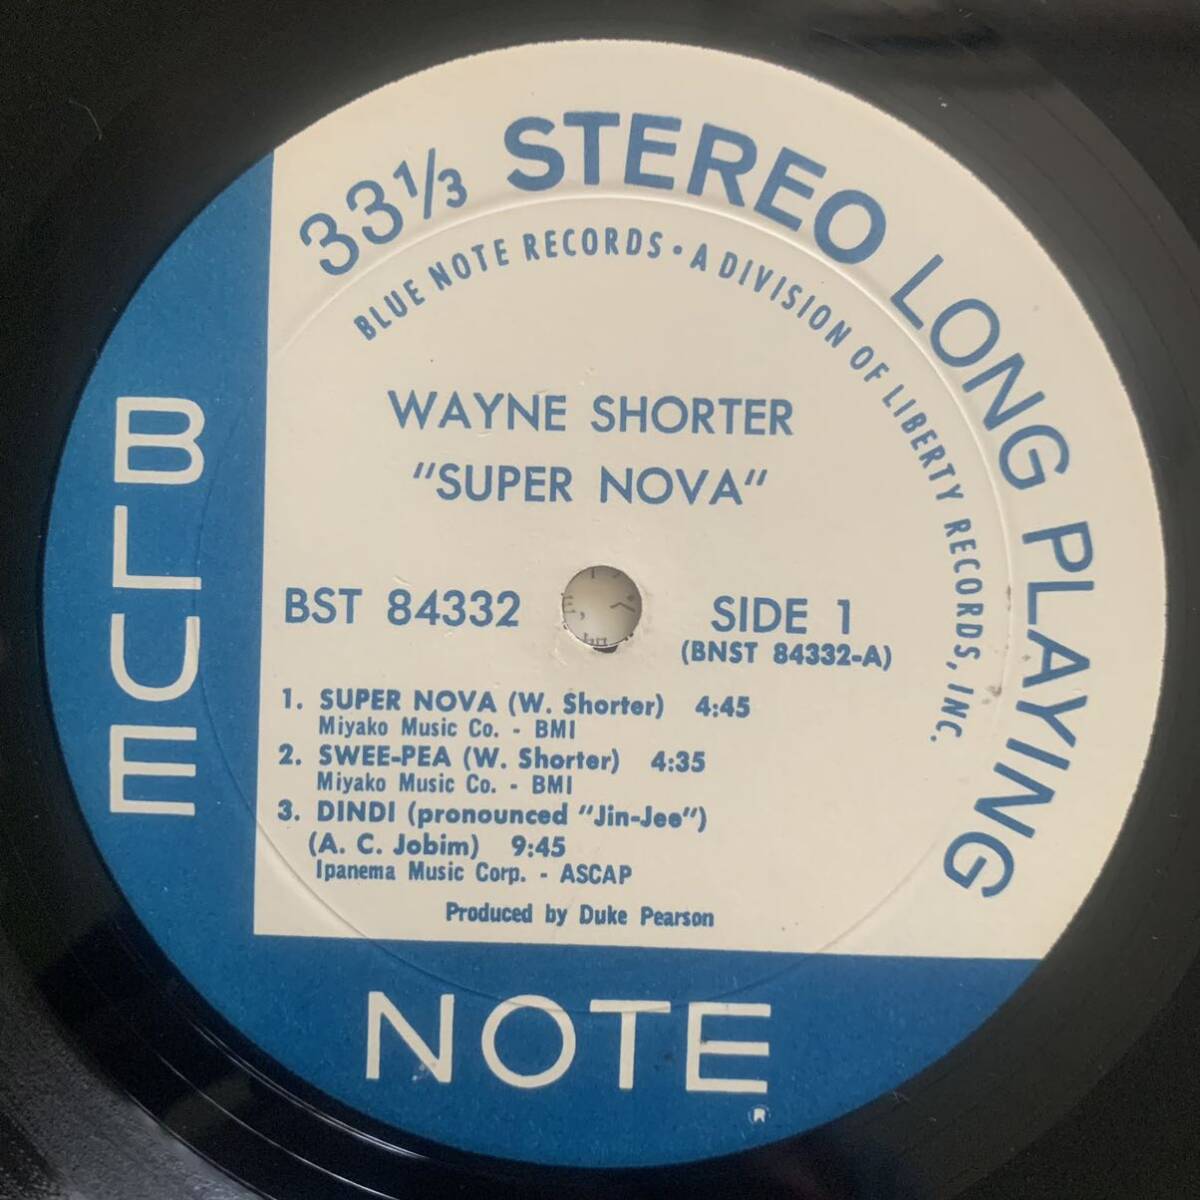 33⅓ STEREO LONG PLAYING
BLUE NOTE RECORDS • A DIVISION OF LIBERTY RECORDS, INC.
WAYNE SHORTER
"SUPER NOVA"
BST 84332
SIDE 1
(BNST 84332-A)
1. SUPER NOVA (W. Shorter) 4:45
Miyako Music Co. - BMI
2. SWEE-PEA (W. Shorter) 4:35
Miyako Music Co. - BMI
3. DINDI (pronounced "Jin-Jee")
(A. C. Jobim) 9:45
Ipanema Music Corp. - ASCAP
Produced by Duke Pearson
BLUE
NOTE
®